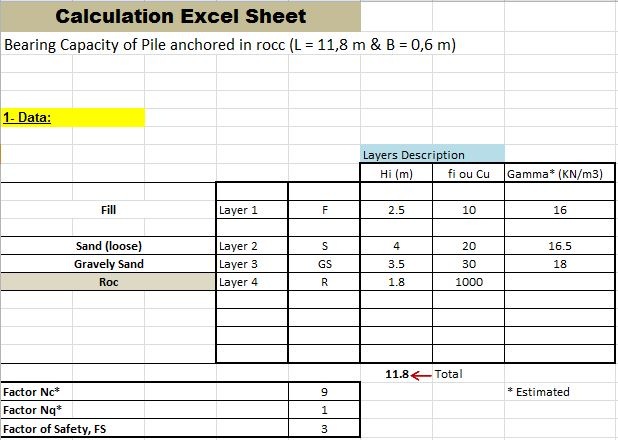 Calculation Excel Sheet
Bearing Capacity of Pile anchored in rocc (L = 11,8 m & B = 0,6 m)
1- Data:
Layers Description
Hi (m) fi ou Cu Gamma* (KN/m3)
Fill Layer 1 F 2.5 10 16
Sand (loose) Layer 2 S 4 20 16.5
Gravely Sand Layer 3 GS 3.5 30 18
Roc Layer 4 R 1.8 1000
11.8 Total
Factor Nc* 9 * Estimated
Factor Nq* 1
Factor of Safety, FS 3